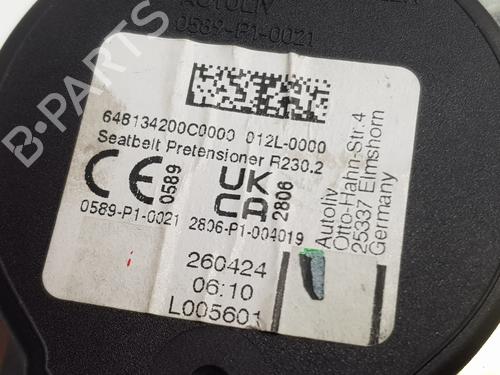 AUTOLIV
0589-P1-0021
648134200C0000 012L-0000
Seatbelt Pretensioner R230.2
CE 0589
UK CA 2806
0589-P1-0021 2806-P1-004019
260424
06:10
L005601
Autoliv
Otto-Hahn-Str.4
25337 Elmshorn
Germany
B-PARTS